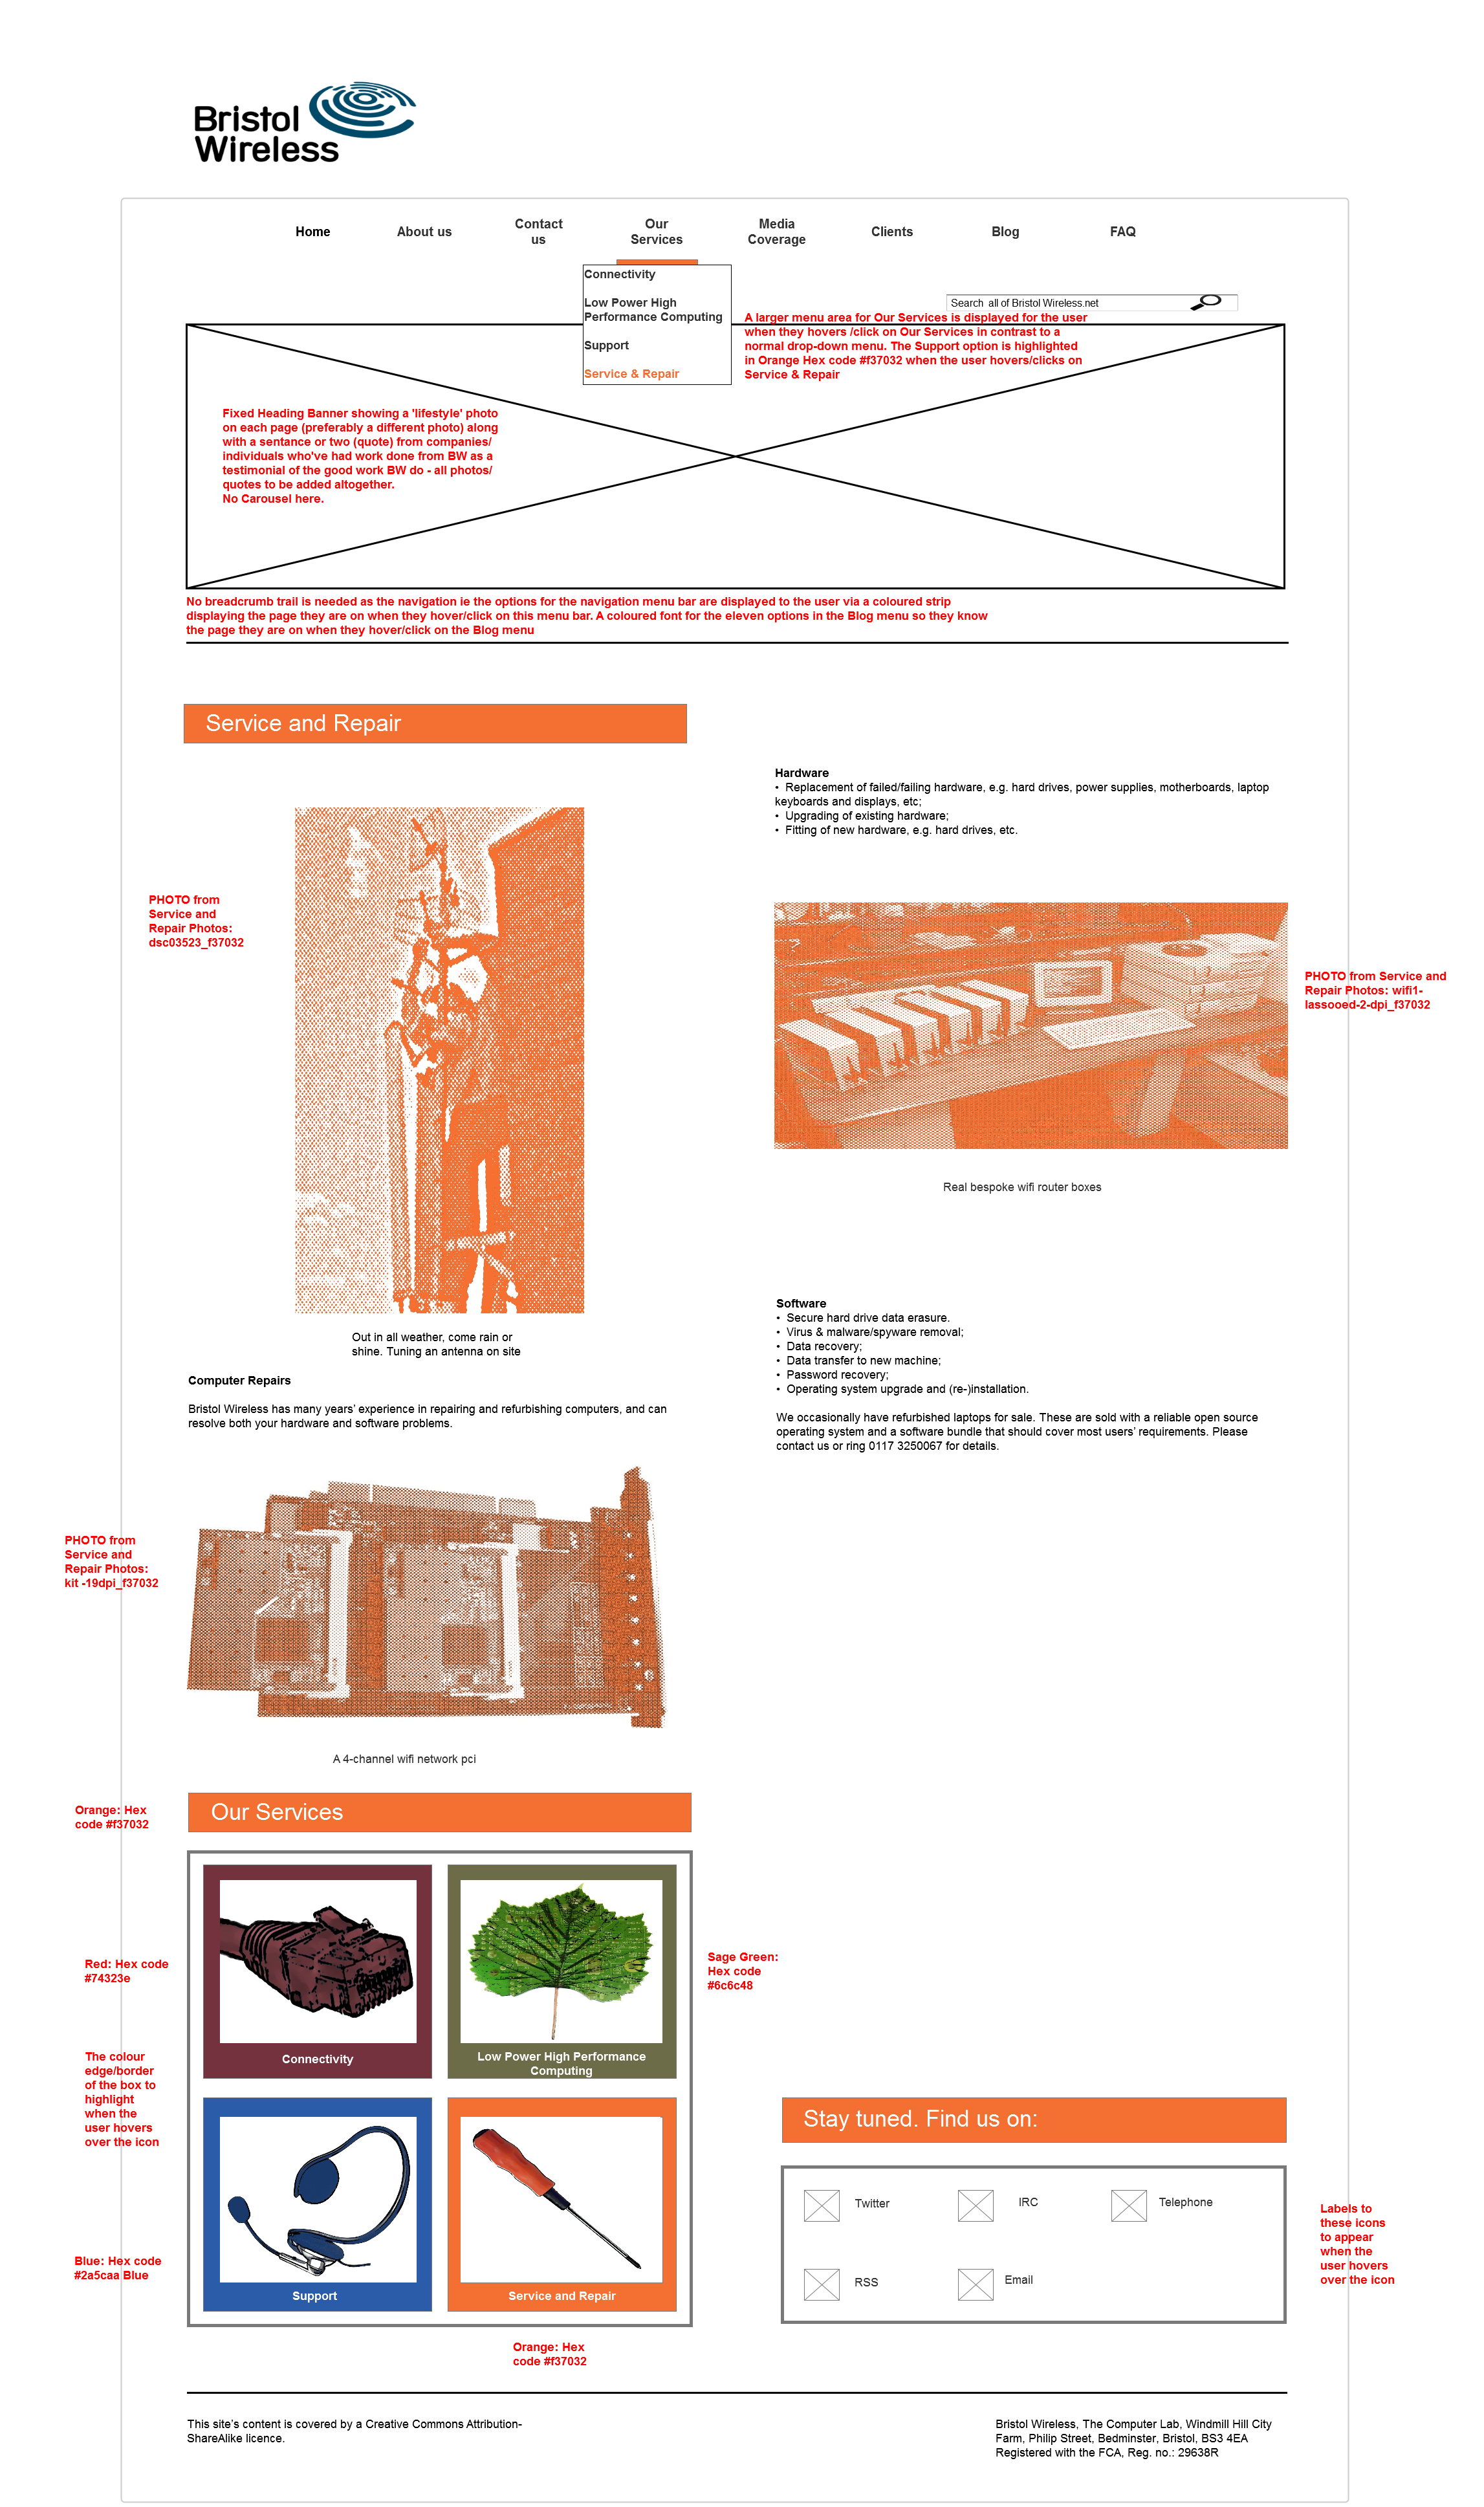 Bristol
Wireless
Home
About us
Contact
us
Our
Services
Media
Coverage
Clients
Blog
FAQ
Connectivity
Low Power High
Performance Computing
Support
Service & Repair
Search  all of Bristol Wireless.net
A larger menu area for Our Services is displayed for the user
when they hovers /click on Our Services in contrast to a
normal drop-down menu. The Support option is highlighted
in Orange Hex code #f37032 when the user hovers/clicks on
Service & Repair
Fixed Heading Banner showing a 'lifestyle' photo
on each page (preferably a different photo) along
with a sentance or two (quote) from companies/
individuals who've had work done from BW as a
testimonial of the good work BW do - all photos/
quotes to be added altogether.
No Carousel here.
No breadcrumb trail is needed as the navigation ie the options for the navigation menu bar are displayed to the user via a coloured strip
displaying the page they are on when they hover/click on this menu bar. A coloured font for the eleven options in the Blog menu so they know
the page they are on when they hover/click on the Blog menu
Service and Repair
PHOTO from
Service and
Repair Photos:
dsc03523_f37032
Out in all weather, come rain or
shine. Tuning an antenna on site
Computer Repairs
Bristol Wireless has many years’ experience in repairing and refurbishing computers, and can
resolve both your hardware and software problems.
PHOTO from
Service and
Repair Photos:
kit -19dpi_f37032
A 4-channel wifi network pci
Hardware
• Replacement of failed/failing hardware, e.g. hard drives, power supplies, motherboards, laptop
keyboards and displays, etc;
• Upgrading of existing hardware;
• Fitting of new hardware, e.g. hard drives, etc.
PHOTO from Service and
Repair Photos: wifi1-
lassooed-2-dpi_f37032
Real bespoke wifi router boxes
Software
• Secure hard drive data erasure.
• Virus & malware/spyware removal;
• Data recovery;
• Data transfer to new machine;
• Password recovery;
• Operating system upgrade and (re-)installation.
We occasionally have refurbished laptops for sale. These are sold with a reliable open source
operating system and a software bundle that should cover most users’ requirements. Please
contact us or ring 0117 3250067 for details.
Orange: Hex
code #f37032
Our Services
Red: Hex code
#74323e
Connectivity
Low Power High Performance
Computing
Sage Green:
Hex code
#6c6c48
The colour
edge/border
of the box to
highlight
when the
user hovers
over the icon
Blue: Hex code
#2a5caa Blue
Support
Service and Repair
Orange: Hex
code #f37032
Stay tuned. Find us on:
Twitter
IRC
Telephone
RSS
Email
Labels to
these icons
to appear
when the
user hovers
over the icon
This site’s content is covered by a Creative Commons Attribution-
ShareAlike licence.
Bristol Wireless, The Computer Lab, Windmill Hill City
Farm, Philip Street, Bedminster, Bristol, BS3 4EA
Registered with the FCA, Reg. no.: 29638R